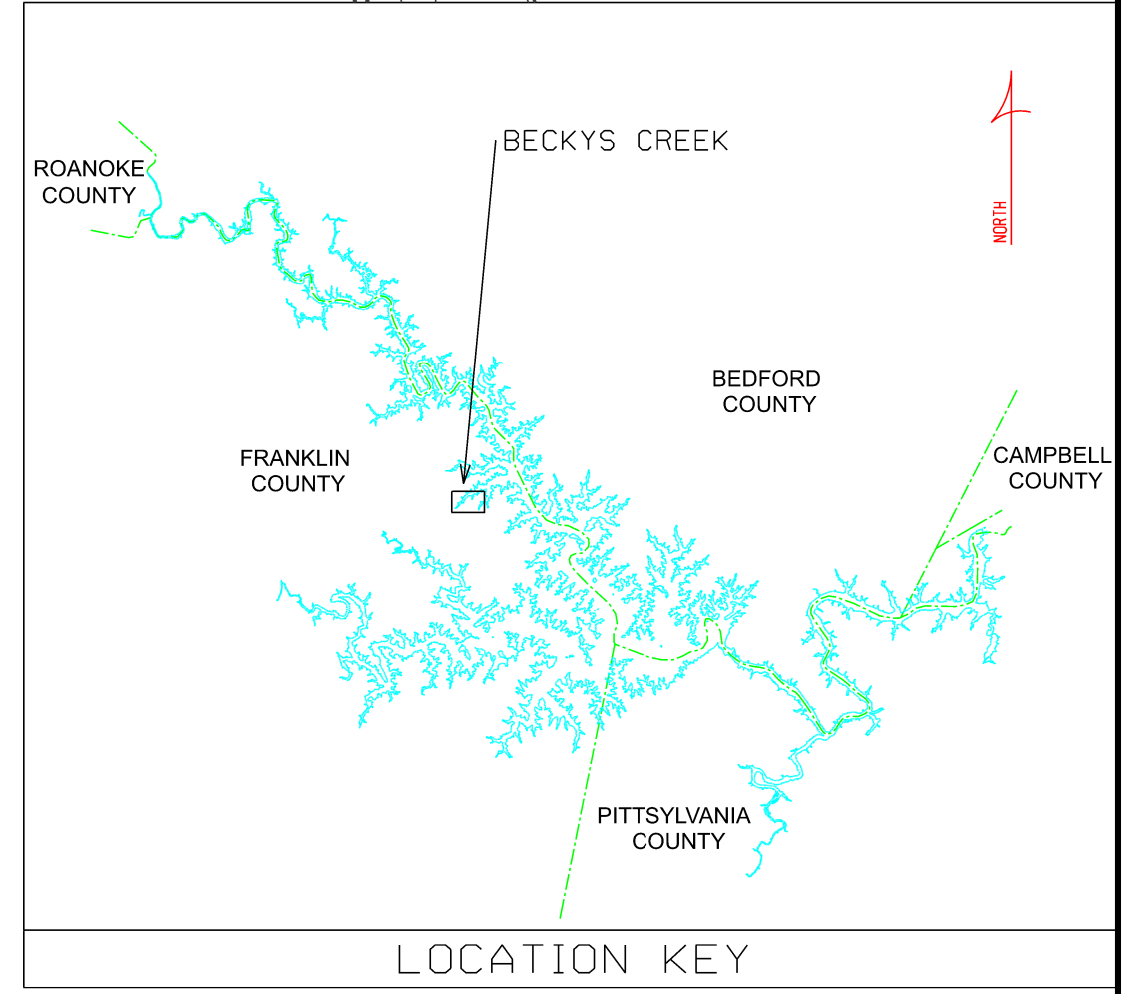 BECKYS CREEK
ROANOKE
COUNTY
NORTH
BEDFORD
COUNTY
FRANKLIN
COUNTY
CAMPBELL
COUNTY
PITTSYLVANIA
COUNTY
LOCATION KEY